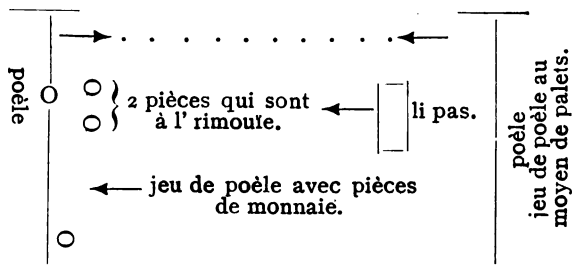 poêle
2 pièces qui sont
à l' rimoule.
li pas.
jeu de poêle avec pièces
de monnaie.
poêle
jeu de poêle au
moyen de palets.